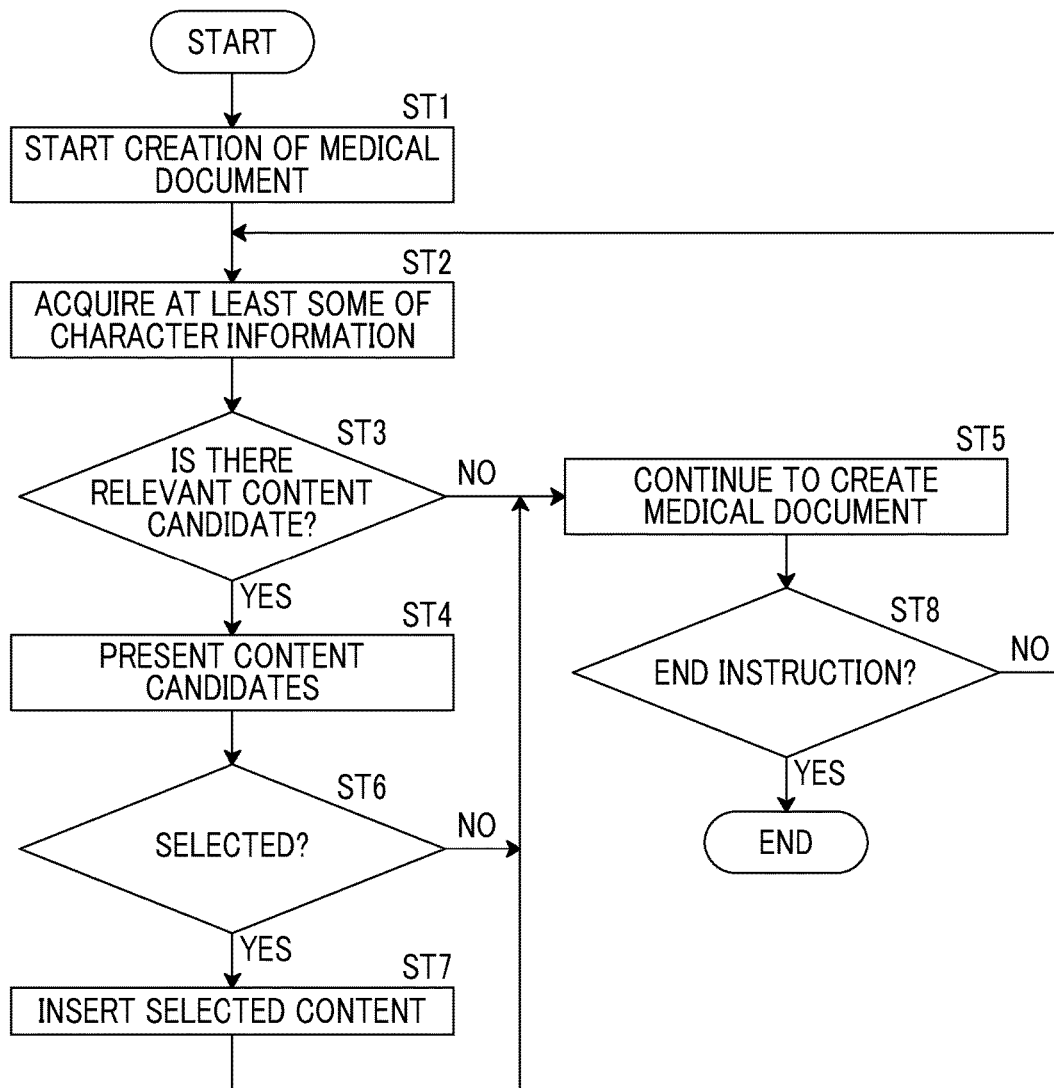 START
ST1
START CREATION OF MEDICAL
DOCUMENT
ST2
ACQUIRE AT LEAST SOME OF
CHARACTER INFORMATION
ST3
IS THERE
RELEVANT CONTENT
CANDIDATE?
NO
YES
ST4
PRESENT CONTENT
CANDIDATES
ST6
SELECTED?
NO
YES
ST7
INSERT SELECTED CONTENT
ST5
CONTINUE TO CREATE
MEDICAL DOCUMENT
ST8
END INSTRUCTION?
NO
YES
END